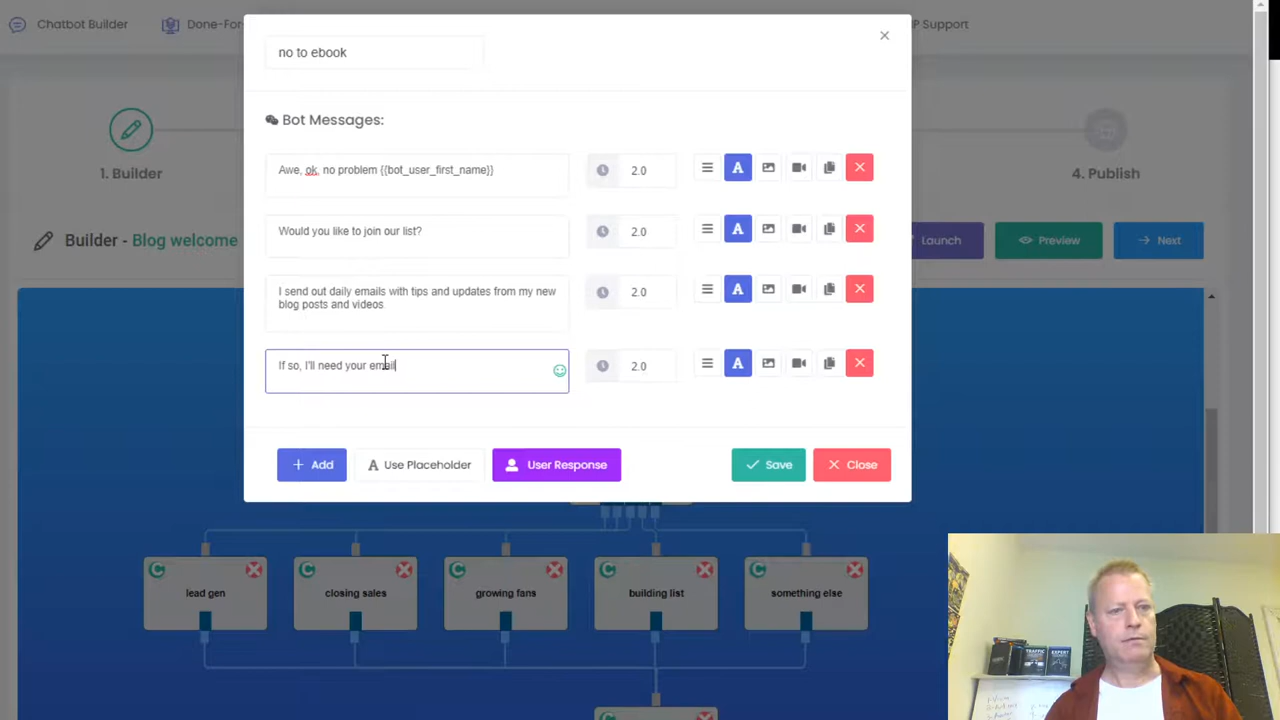 Chatbot Builder
Done-For-
P Support
no to ebook
Bot Messages:
Awe, ok, no problem {{bot_user_first_name}}
2.0
A
Would you like to join our list?
2.0
A
I send out daily emails with tips and updates from my new
blog posts and videos.
2.0
A
If so, I'll need your email
2.0
A
+ Add
A Use Placeholder
User Response
Save
Close
1. Builder
4. Publish
Builder - Blog welcome
Launch
Preview
Next
lead gen
closing sales
growing fans
building list
something else
TRAFFIC
EXPERT